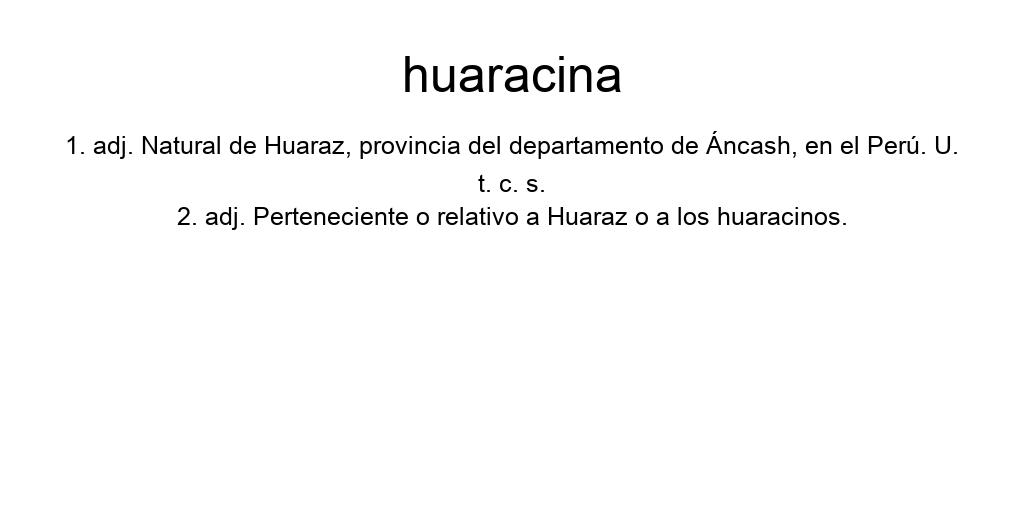 huaracina
1. adj. Natural de Huaraz, provincia del departamento de Áncash, en el Perú. U.
t. c. s.
2. adj. Perteneciente o relativo a Huaraz o a los huaracinos.